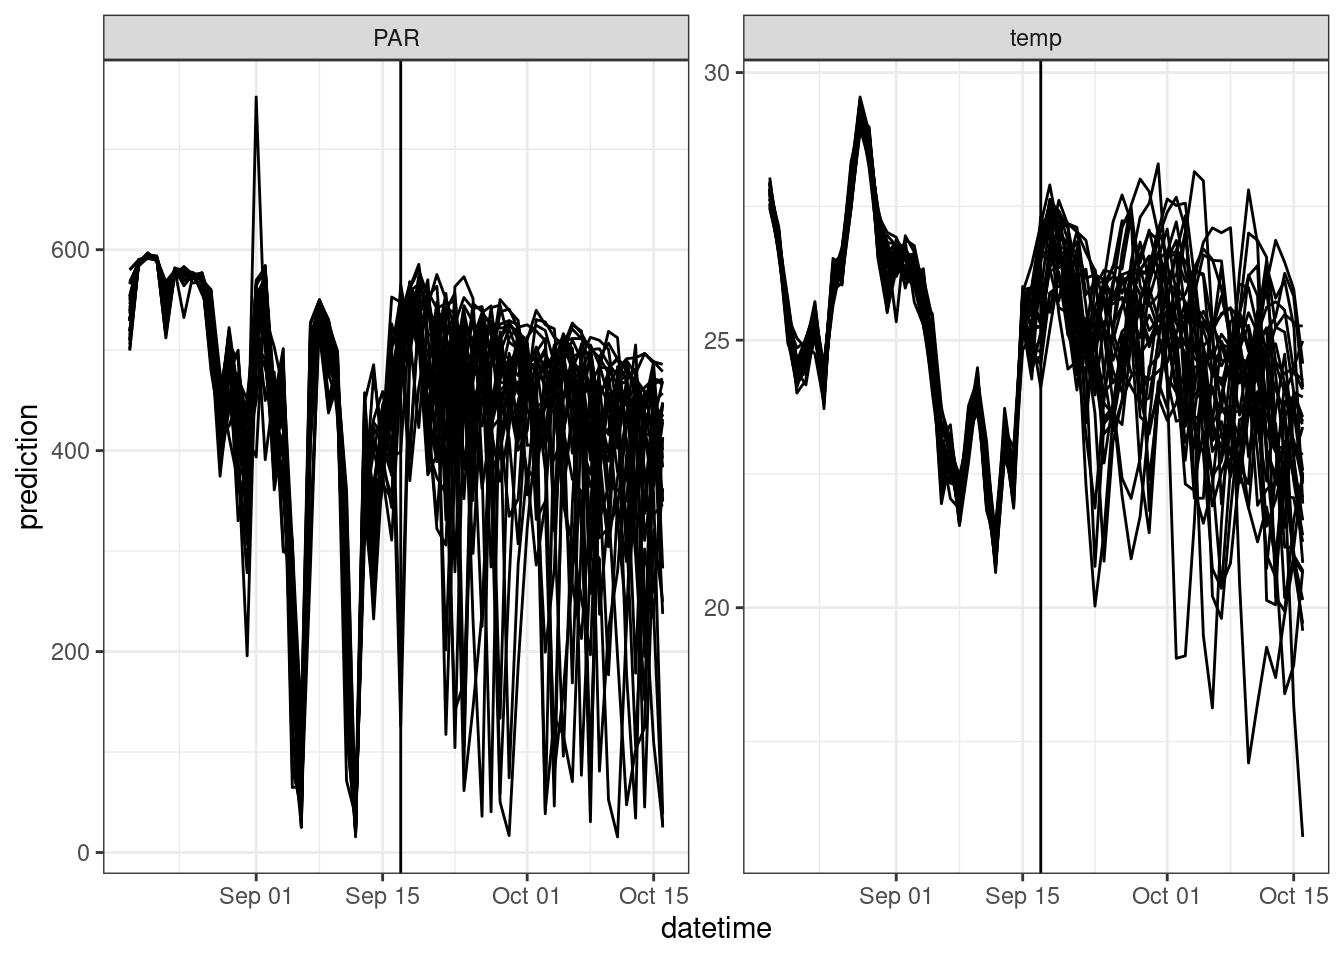 PAR
temp
prediction
600
400
200
0
30
25
20
Sep 01
Sep 15
Oct 01
Oct 15
Sep 01
Sep 15
Oct 01
Oct 15
datetime